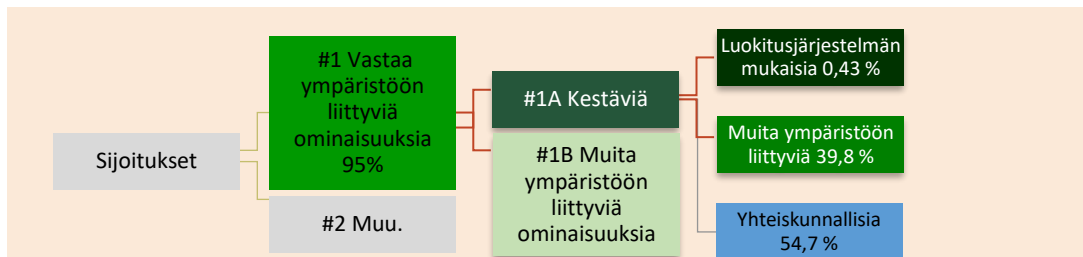 Sijoitukset
#1 Vastaa
ympäristöön
liittyviä
ominaisuuksia
95%
#2 Muu.
#1A Kestäviä
#1B Muita
ympäristöön
liittyviä
ominaisuuksia
Luokitusjärjestelmän
mukaisia 0,43 %
Muita ympäristöön
liittyviä 39,8 %
Yhteiskunnallisia
54,7 %